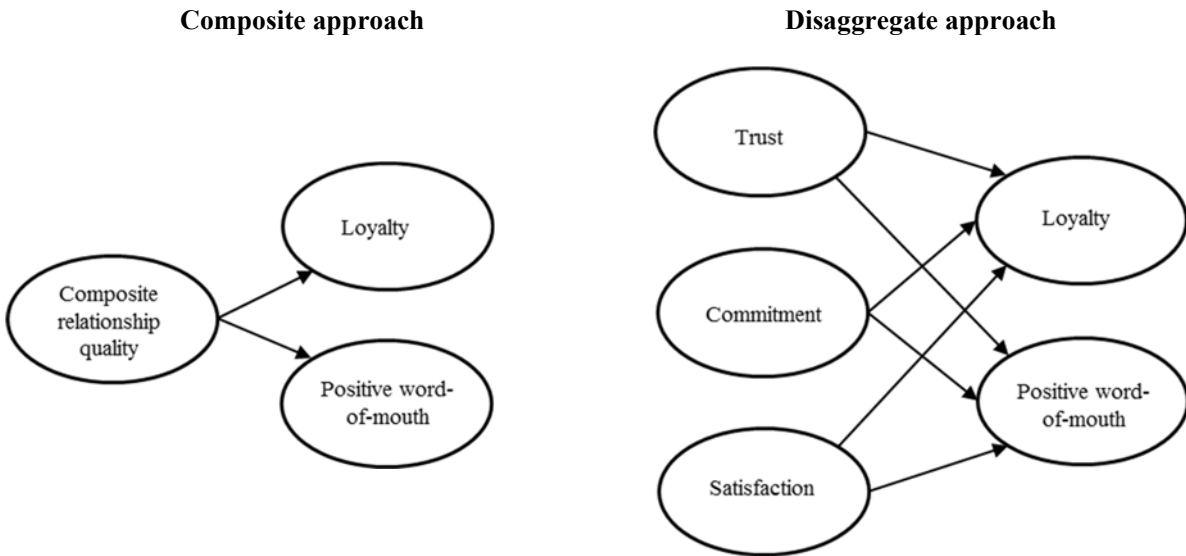 Composite approach
Loyalty
Composite
relationship
quality
Positive word-
of-mouth
Disaggregate approach
Trust
Commitment
Satisfaction
Loyalty
Positive word-
of-mouth